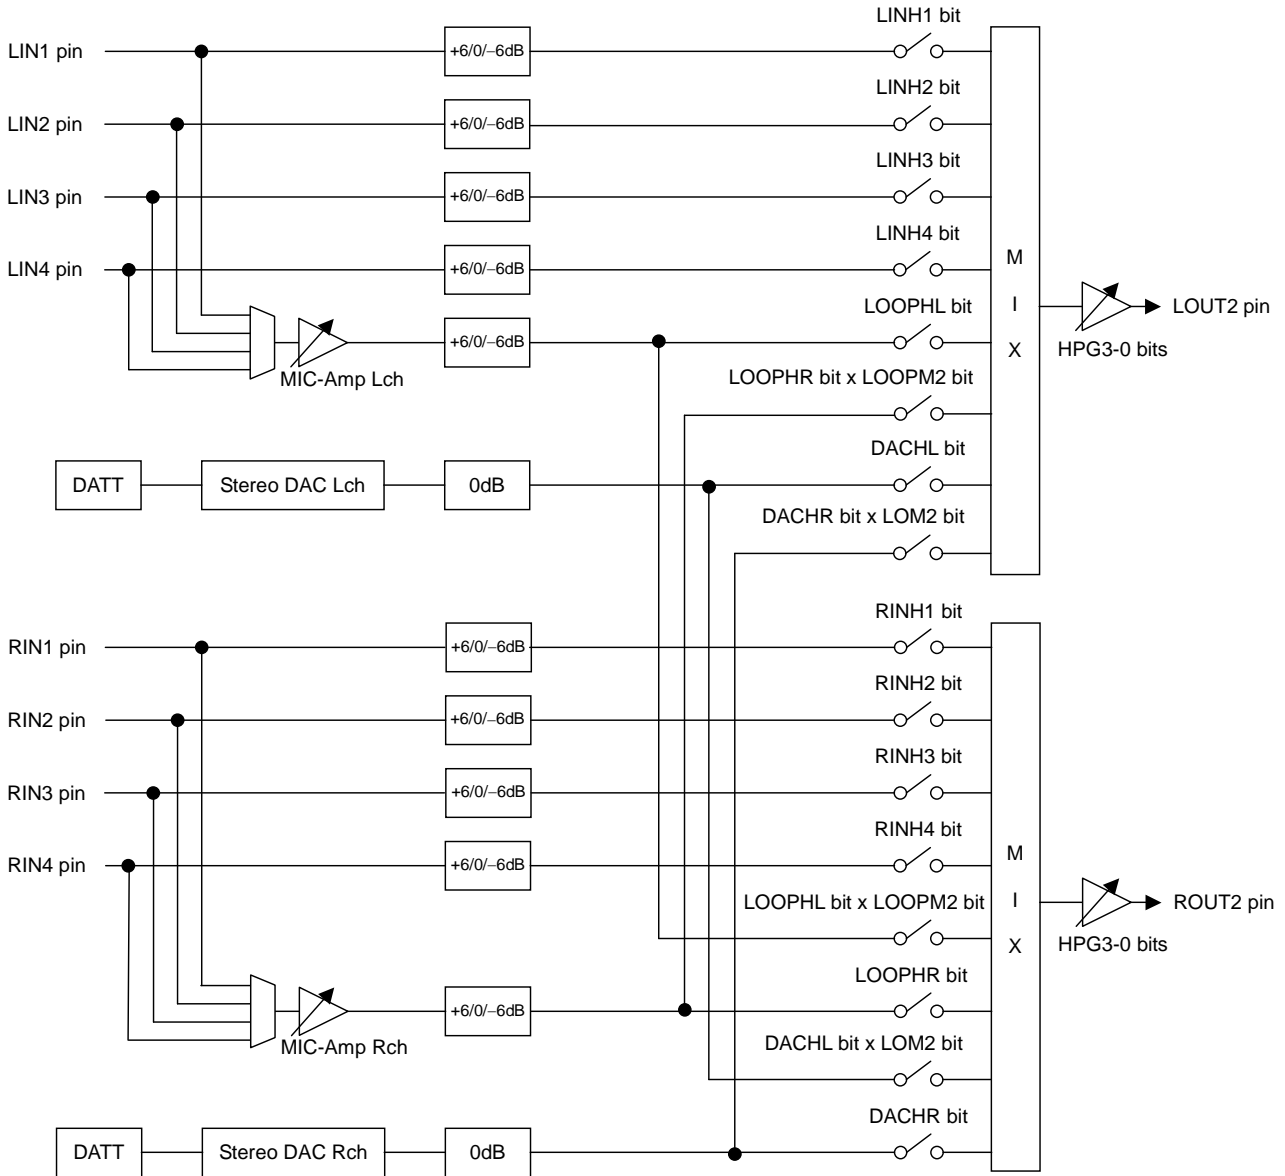 LINH1 bit
LIN1 pin
+6/0/−6dB
LINH2 bit
LIN2 pin
+6/0/−6dB
LINH3 bit
LIN3 pin
+6/0/−6dB
LINH4 bit
LIN4 pin
+6/0/−6dB
M
I
X
LOOPHL bit
LOUT2 pin
HPG3-0 bits
+6/0/−6dB
MIC-Amp Lch
LOOPHR bit x LOOPM2 bit
DACHL bit
DATT
Stereo DAC Lch
0dB
DACHR bit x LOM2 bit
RINH1 bit
RIN1 pin
+6/0/−6dB
RINH2 bit
RIN2 pin
+6/0/−6dB
RINH3 bit
RIN3 pin
+6/0/−6dB
RINH4 bit
RIN4 pin
+6/0/−6dB
M
I
X
LOOPHL bit x LOOPM2 bit
ROUT2 pin
HPG3-0 bits
LOOPHR bit
+6/0/−6dB
MIC-Amp Rch
DACHL bit x LOM2 bit
DACHR bit
DATT
Stereo DAC Rch
0dB